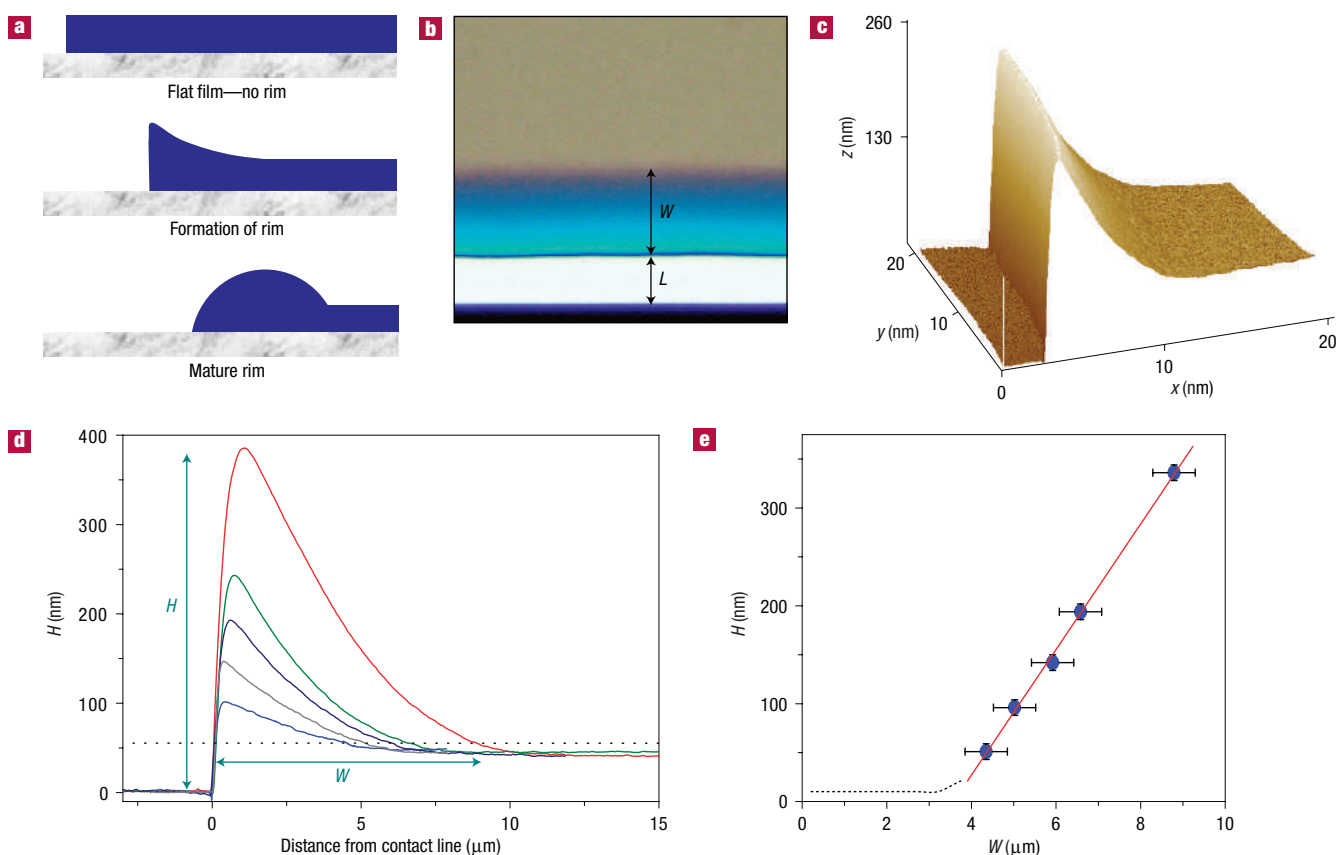 a
Flat film—no rim
Formation of rim
Mature rim
b
W
L
c
260
130
z (nm)
20
10
y (nm)
0
10
20
x (nm)
d
400
300
200
100
0
H (nm)
H
W
0
5
10
15
Distance from contact line (μm)
e
300
200
100
0
H (nm)
0
2
4
6
8
10
W (μm)